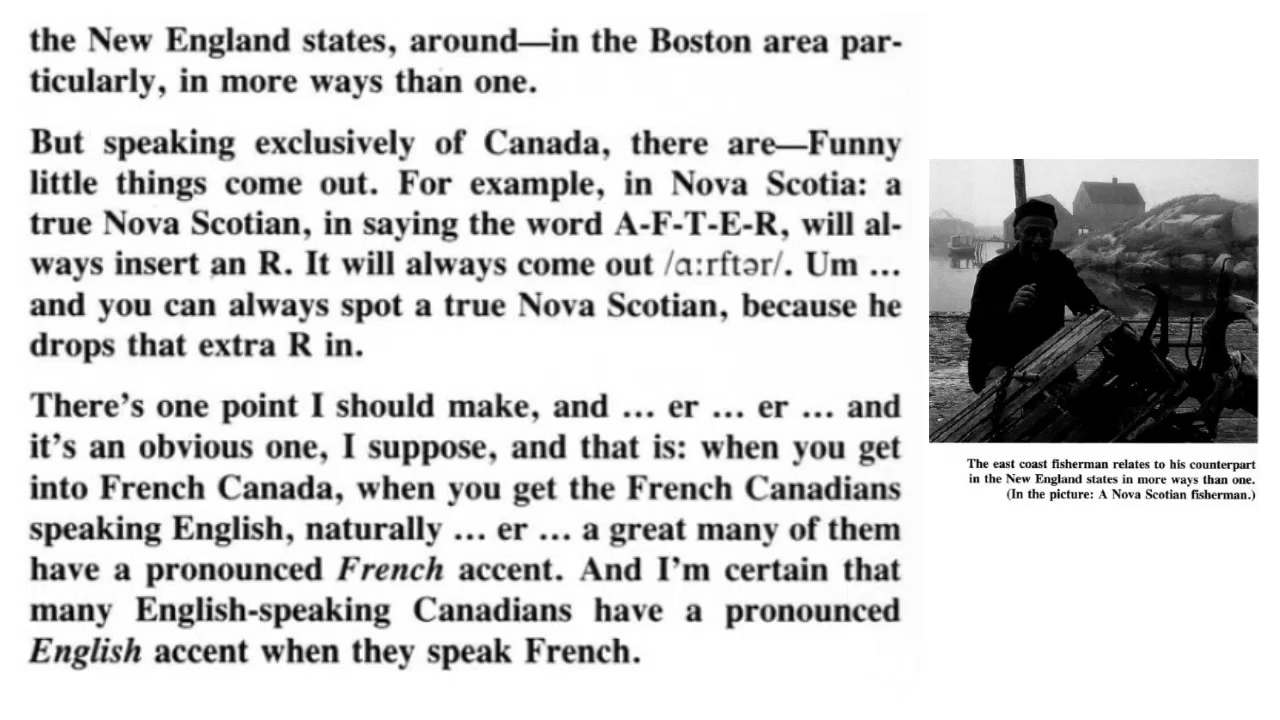 the New England states, around—in the Boston area par-
ticularly, in more ways than one.
But speaking exclusively of Canada, there are—Funny
little things come out. For example, in Nova Scotia: a
true Nova Scotian, in saying the word A-F-T-E-R, will al-
ways insert an R. It will always come out /ɑ:rftər/. Um ...
and you can always spot a true Nova Scotian, because he
drops that extra R in.
There's one point I should make, and ... er ... er ... and
it's an obvious one, I suppose, and that is: when you get
into French Canada, when you get the French Canadians
speaking English, naturally ... er ... a great many of them
have a pronounced French accent. And I'm certain that
many English-speaking Canadians have a pronounced
English accent when they speak French.
The east coast fisherman relates to his counterpart
in the New England states in more ways than one.
(In the picture: A Nova Scotian fisherman.)